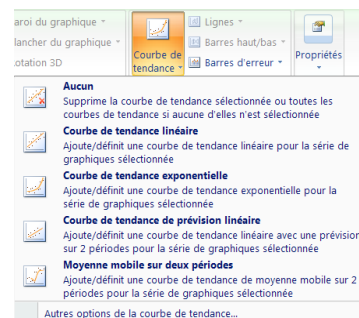 aroi du graphique
Lignes
lancher du graphique
Barres haut/bas
otation 3D
Courbe de tendance
Barres d'erreur
Propriétés
Aucun
Supprime la courbe de tendance sélectionnée ou toutes les
courbes de tendance si aucune d'elles n'est sélectionnée
Courbe de tendance linéaire
Ajoute/définit une courbe de tendance linéaire pour la série de
graphiques sélectionnée
Courbe de tendance exponentielle
Ajoute/définit une courbe de tendance exponentielle pour la
série de graphiques sélectionnée
Courbe de tendance de prévision linéaire
Ajoute/définit une courbe de tendance linéaire avec une prévision
sur 2 périodes pour la série de graphiques sélectionnée
Moyenne mobile sur deux périodes
Ajoute/définit une courbe de tendance de moyenne mobile sur 2
périodes pour la série de graphiques sélectionnée
Autres options de la courbe de tendance...